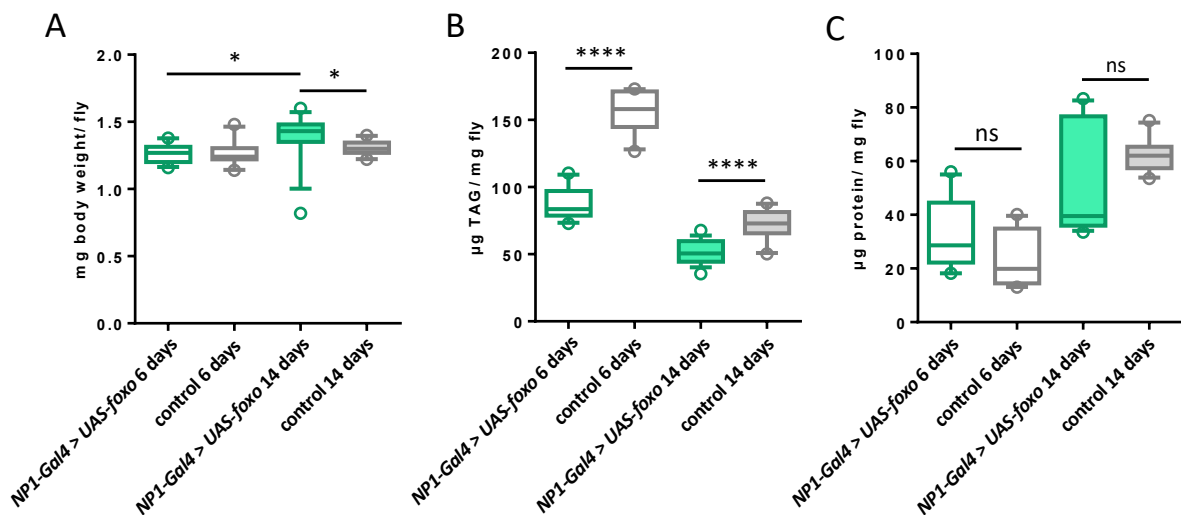 A
mg body weight/ fly
2.0
1.5
1.0
0.5
0.0
*
*
NP1-Gal4 > UAS-foxo 6 days
control 6 days
NP1-Gal4 > UAS-foxo 14 days
control 14 days
B
µg TAG/ mg fly
200
150
100
50
0
****
****
NP1-Gal4 > UAS-foxo 6 days
control 6 days
NP1-Gal4 > UAS-foxo 14 days
control 14 days
C
µg protein/ mg fly
100
80
60
40
20
0
ns
ns
NP1-Gal4 > UAS-foxo 6 days
control 6 days
NP1-Gal4 > UAS-foxo 14 days
control 14 days